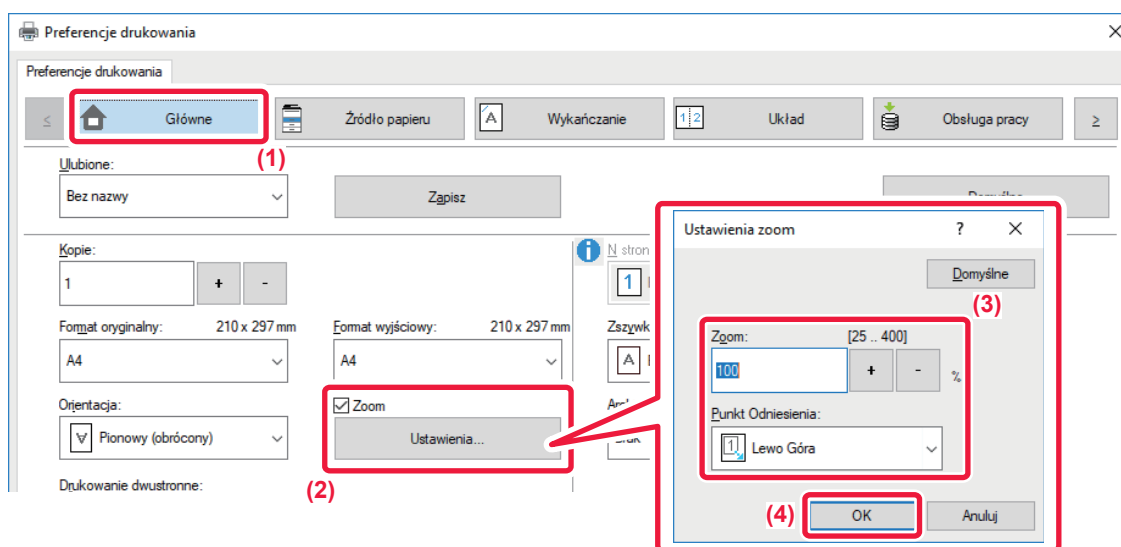 Preferencje drukowania
Preferencje drukowania
Główne
Źródło papieru
Wykańczanie
Układ
Obsługa pracy
(1)
Ulubione:
Bez nazwy
Zapisz
Kopie:
1
+ -
N stron
1
Format oryginalny: 210 x 297 mm
A4
Format wyjściowy: 210 x 297 mm
A4
Orientacja:
Pionowy (obrócony)
Zoom
Ustawienia...
(2)
Drukowanie dwustronne:
Ustawienia zoom ? ×
Domyślne
(3)
Zoom: [25 .. 400]
100 + - %
Punkt Odniesienia:
1 Lewo Góra
(4)
OK
Anuluj